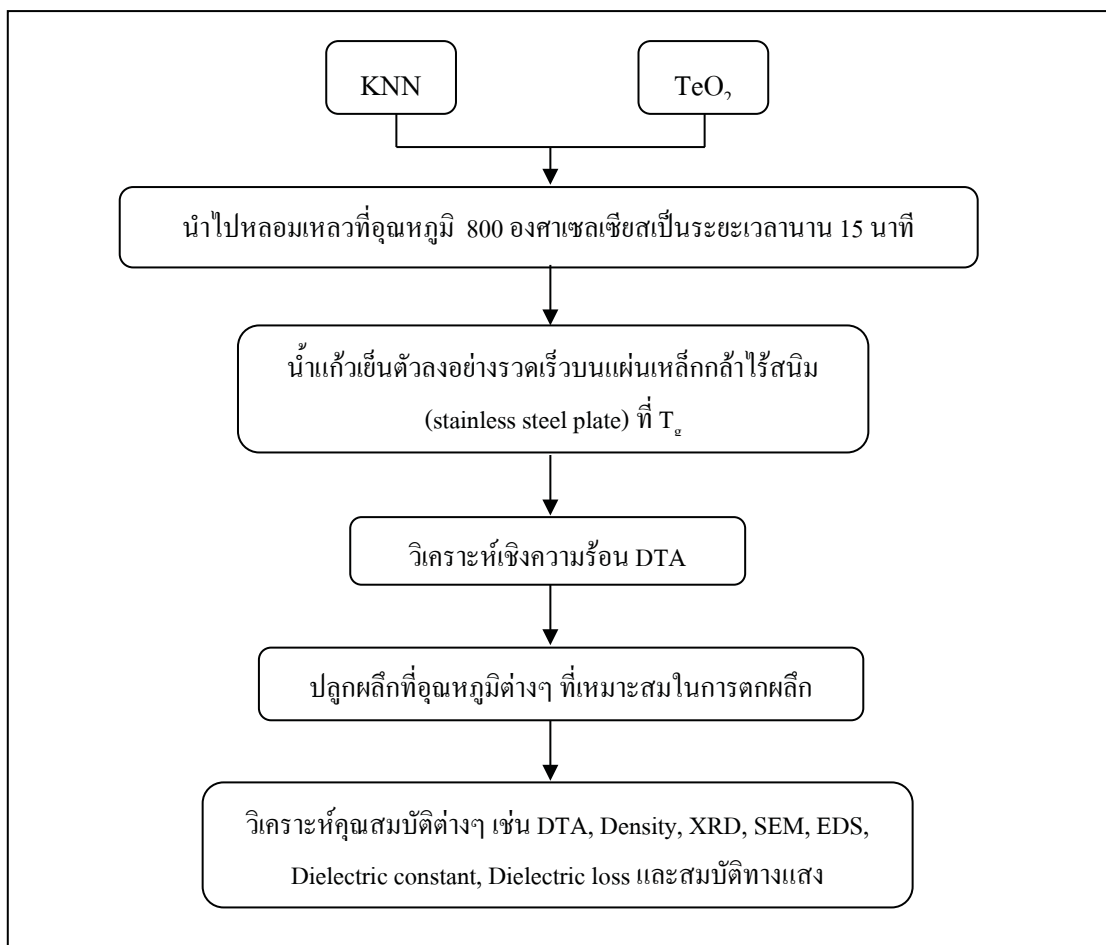 KNN
TeO₂
นำไปหลอมเหลวที่อุณหภูมิ 800 องศาเซลเซียสเป็นระยะเวลานาน 15 นาที
น้ำแก้วเย็นตัวลงอย่างรวดเร็วบนแผ่นเหล็กกล้าไร้สนิม
(stainless steel plate) ที่ T_g
วิเคราะห์เชิงความร้อน DTA
ปลูกผลึกที่อุณหภูมิต่างๆ ที่เหมาะสมในการตกผลึก
วิเคราะห์คุณสมบัติต่างๆ เช่น DTA, Density, XRD, SEM, EDS,
Dielectric constant, Dielectric loss และสมบัติทางแสง